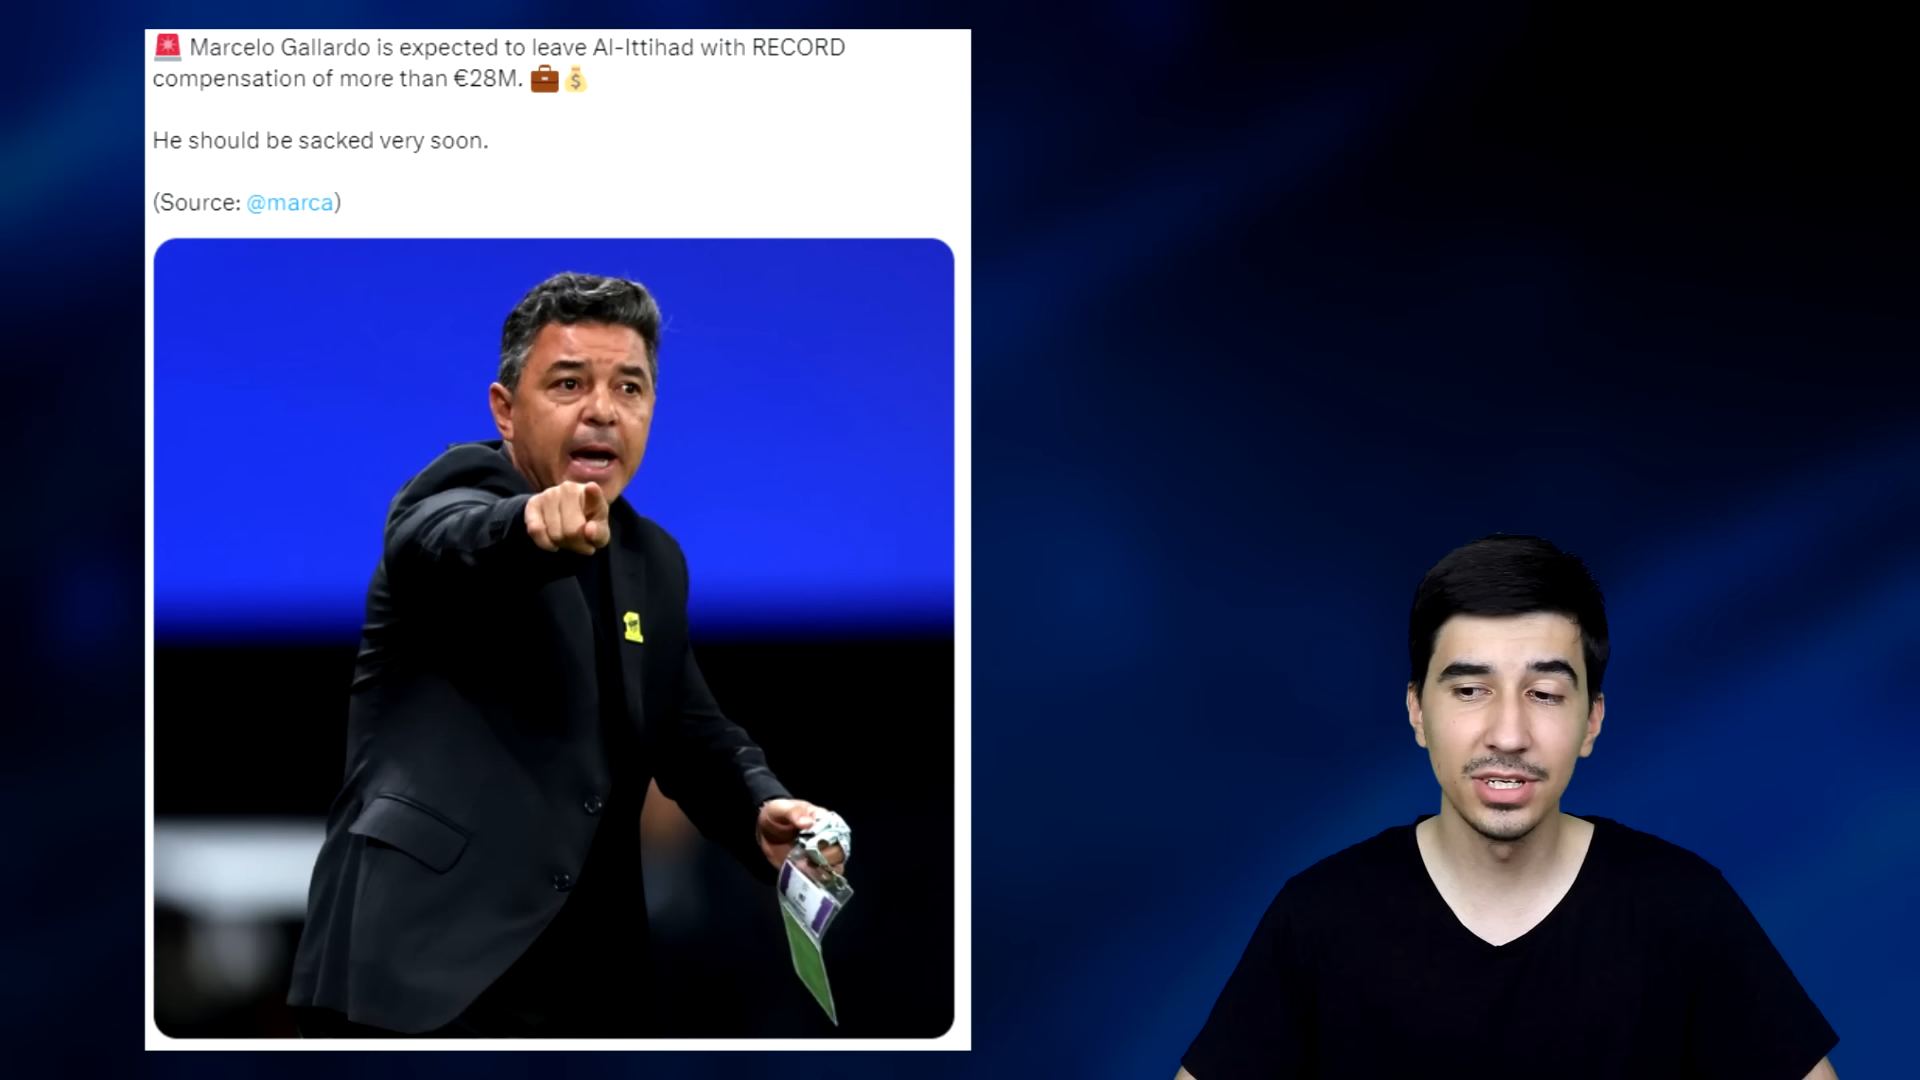 🚨 Marcelo Gallardo is expected to leave Al-Ittihad with RECORD
compensation of more than €28M. 💼💰
He should be sacked very soon.
(Source: @marca)